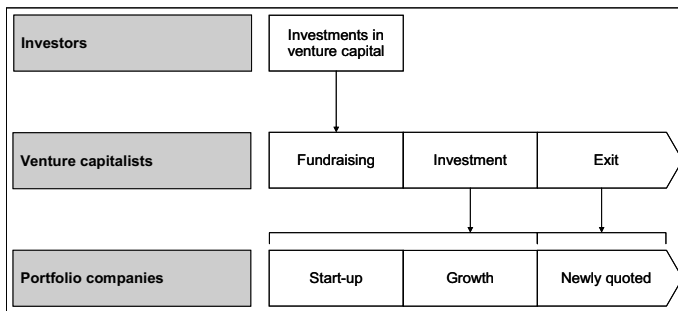 Investors
Investments in
venture capital
Venture capitalists
Fundraising
Investment
Exit
Portfolio companies
Start-up
Growth
Newly quoted